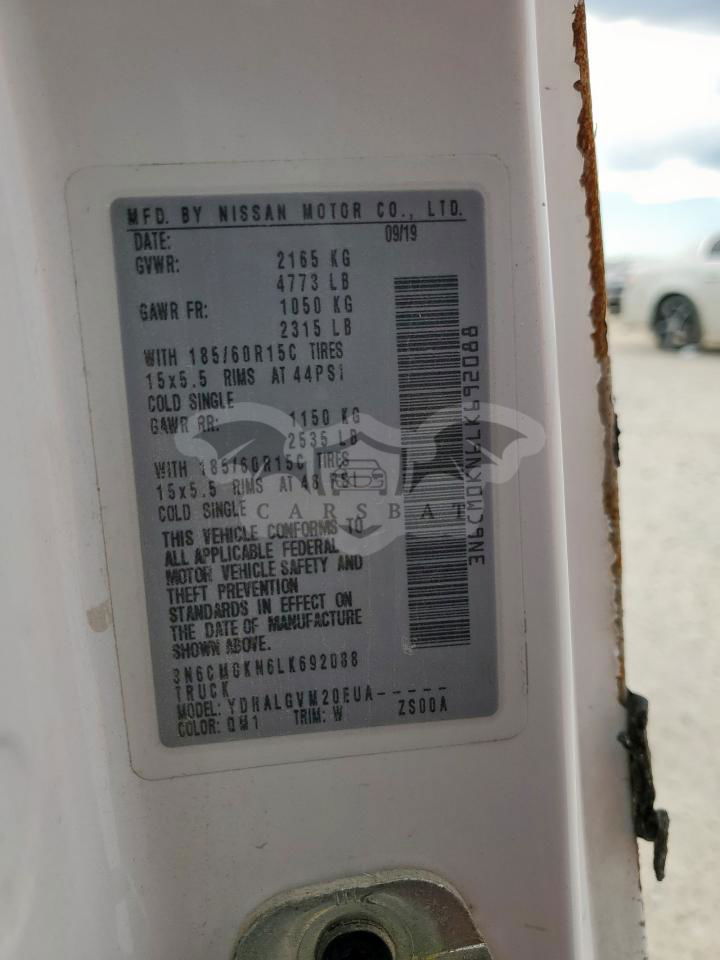 MFD. BY NISSAN MOTOR CO., LTD.
DATE: 09/19
GVWR: 2165 KG
4773 LB
GAWR FR: 1050 KG
2315 LB
WITH 185/60R15C TIRES
15x5.5 RIMS AT 44PSI
COLD SINGLE
GAWR RR: 1150 KG
2535 LB
WITH 185/60R15C TIRES
15x5.5 RIMS AT 48 PSI
COLD SINGLE
THIS VEHICLE CONFORMS TO
ALL APPLICABLE FEDERAL
MOTOR VEHICLE SAFETY AND
THEFT PREVENTION
STANDARDS IN EFFECT ON
THE DATE OF MANUFACTURE
SHOWN ABOVE.
3N6CM0KN6LK692088
TRUCK
MODEL: YDHALGVM20EUA-----
COLOR: QM1 TRIM: W ZS00A
3N6CM0KN6LK692088
CARSBAT